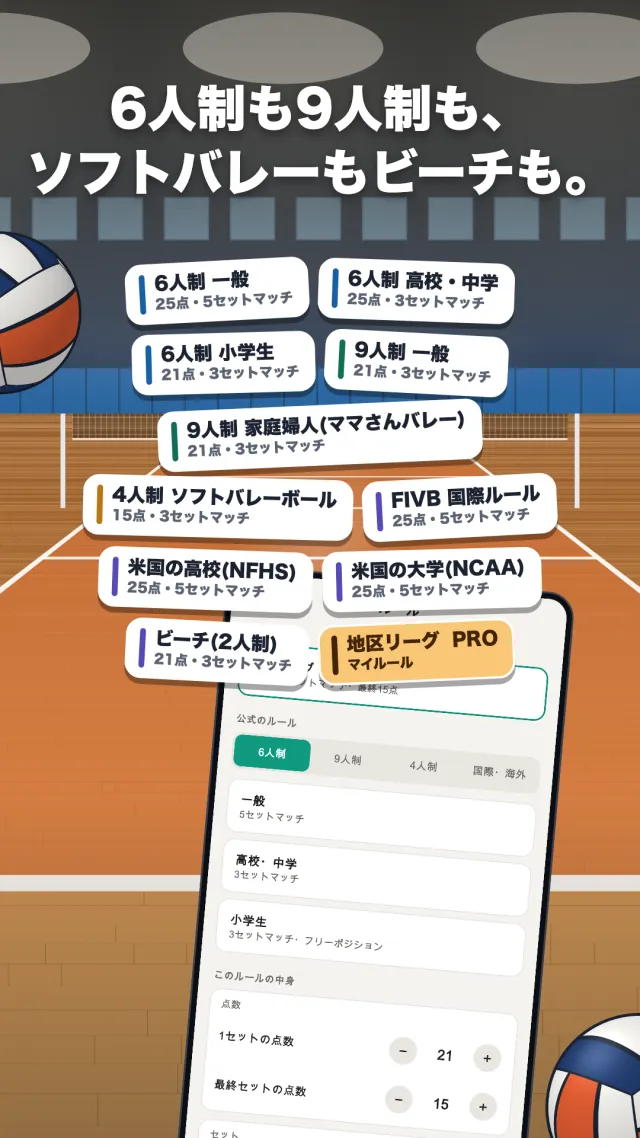 6人制も9人制も、
ソフトバレーもビーチも。
6人制 一般
25点・5セットマッチ
6人制 高校・中学
25点・3セットマッチ
6人制 小学生
21点・3セットマッチ
9人制 一般
21点・3セットマッチ
9人制 家庭婦人(ママさんバレー)
21点・3セットマッチ
4人制 ソフトバレーボール
15点・3セットマッチ
FIVB 国際ルール
25点・5セットマッチ
米国の高校(NFHS)
25点・5セットマッチ
米国の大学(NCAA)
25点・5セットマッチ
ビーチ(2人制)
21点・3セットマッチ
地区リーグ PRO
マイルール
最終15点
公式のルール
6人制
9人制
4人制
国際・海外
一般
5セットマッチ
高校・中学
3セットマッチ
小学生
3セットマッチ・フリーポジション
このルールの中身
点数
1セットの点数
− 21 +
最終セットの点数
− 15 +
セット